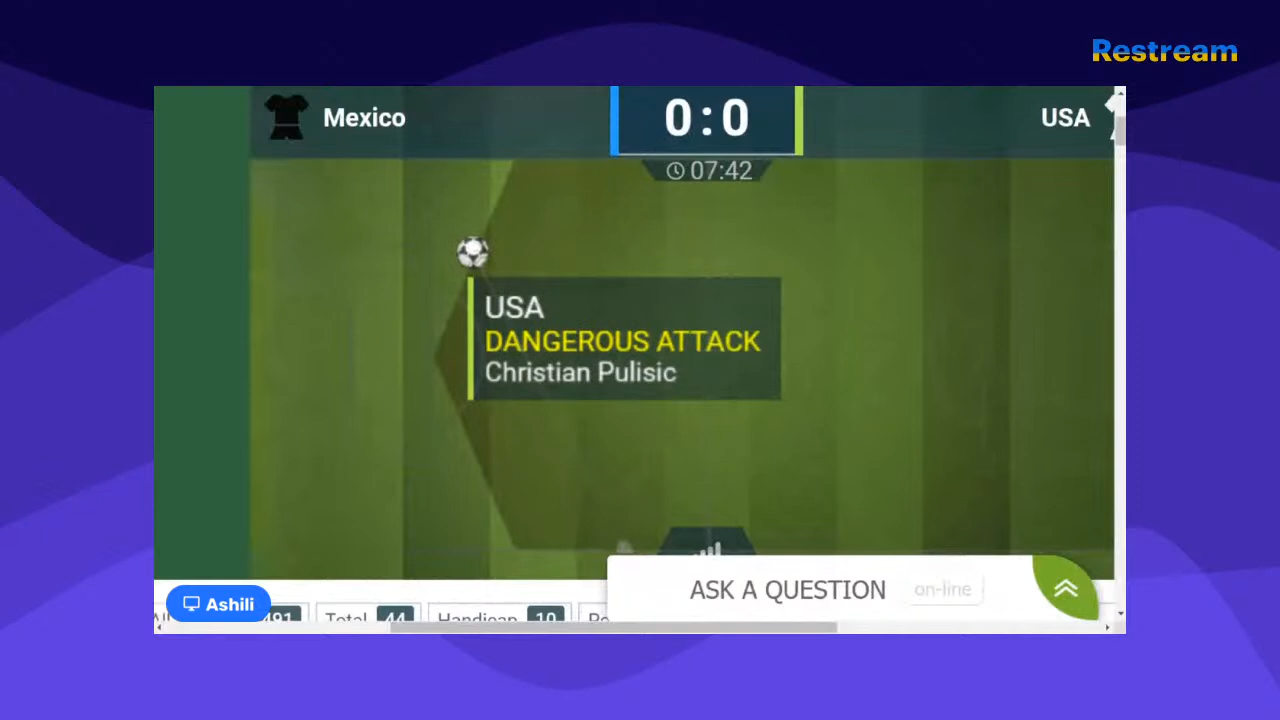 Restream
Mexico
0:0
USA
07:42
USA
DANGEROUS ATTACK
Christian Pulisic
ASK A QUESTION
on-line
Ashili
Total 44
Handicap 10